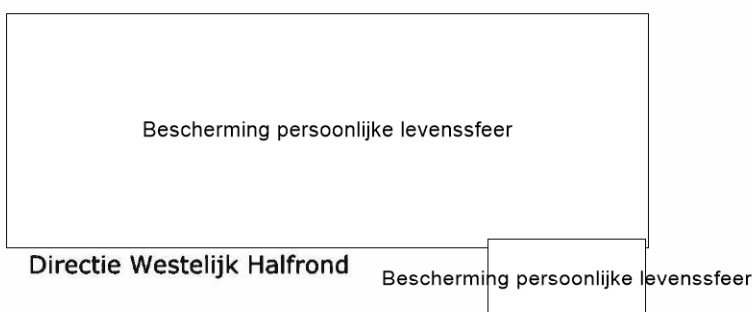 Bescherming persoonlijke levenssfeer
Directie Westelijk Halfrond
Bescherming persoonlijke levenssfeer